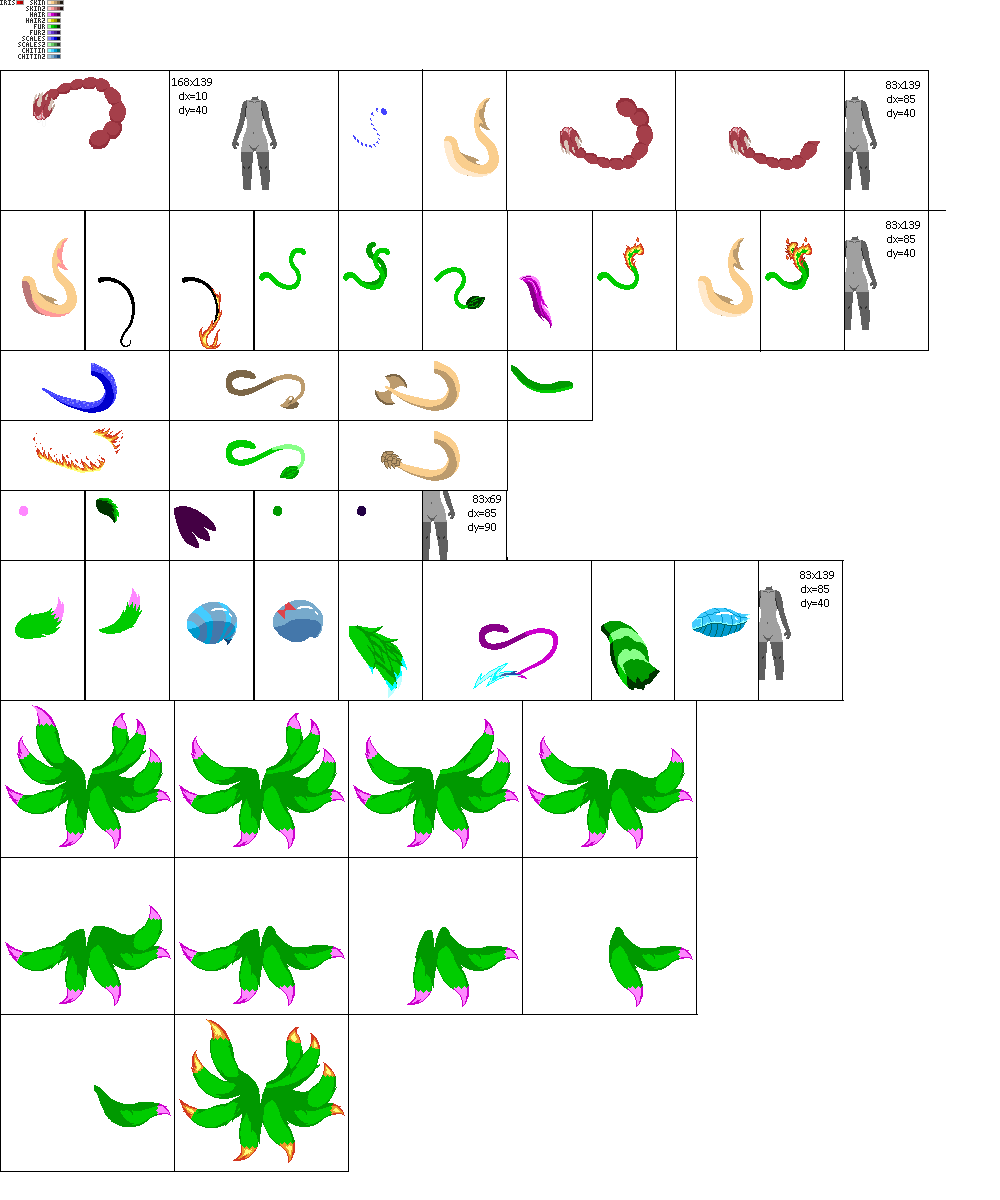 IRIS SKIN
SKIN2
HAIR
HAIR2
FUR
FUR2
SCALES
SCALES2
CHITIN
CHITIN2
168x139
dx=10
dy=40
83x139
dx=85
dy=40
83x139
dx=85
dy=40
83x69
dx=85
dy=90
83x139
dx=85
dy=40